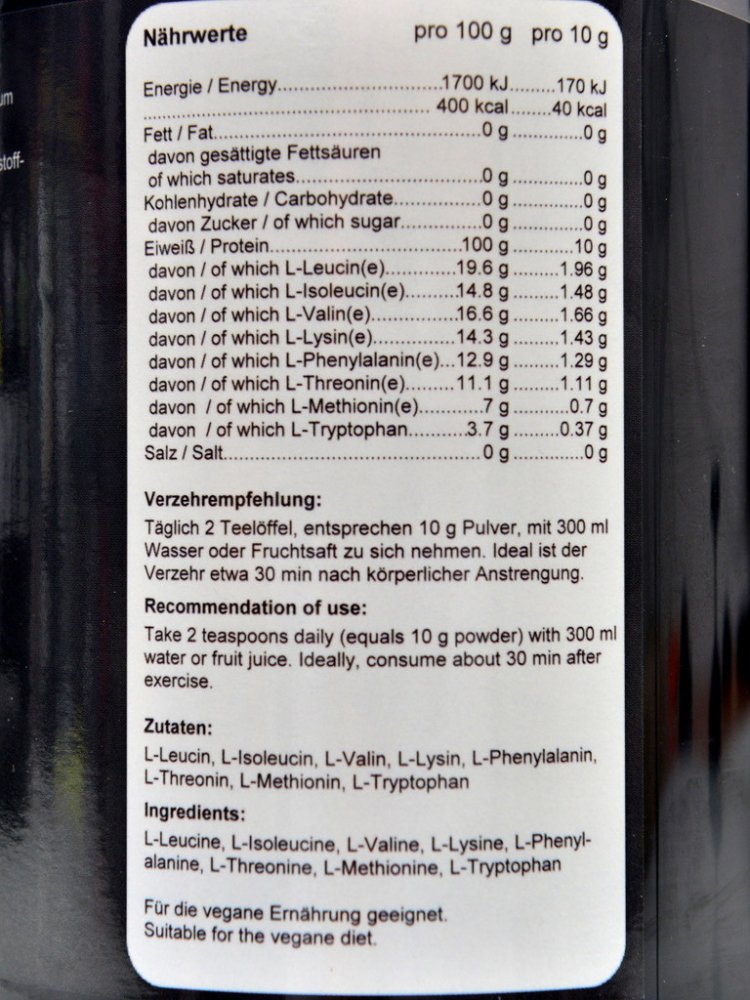 um
stoff-
Nährwerte pro 100 g pro 10 g
Energie / Energy.................................1700 kJ.........170 kJ
.................................................. 400 kcal........40 kcal
Fett / Fat.............................................0 g.............0 g
davon gesättigte Fettsäuren
of which saturates..............................0 g.............0 g
Kohlenhydrate / Carbohydrate.............0 g.............0 g
davon Zucker / of which sugar.............0 g.............0 g
Eiweiß / Protein................................100 g...........10 g
davon / of which L-Leucin(e).............19.6 g.........1.96 g
davon / of which L-Isoleucin(e).........14.8 g.........1.48 g
davon / of which L-Valin(e)...............16.6 g.........1.66 g
davon / of which L-Lysin(e)...............14.3 g.........1.43 g
davon / of which L-Phenylalanin(e)...12.9 g.........1.29 g
davon / of which L-Threonin(e).........11.1 g.........1.11 g
davon / of which L-Methionin(e)............7 g...........0.7 g
davon / of which L-Tryptophan...........3.7 g.........0.37 g
Salz / Salt............................................0 g.............0 g
Verzehrempfehlung:
Täglich 2 Teelöffel, entsprechen 10 g Pulver, mit 300 ml
Wasser oder Fruchtsaft zu sich nehmen. Ideal ist der
Verzehr etwa 30 min nach körperlicher Anstrengung.
Recommendation of use:
Take 2 teaspoons daily (equals 10 g powder) with 300 ml
water or fruit juice. Ideally, consume about 30 min after
exercise.
Zutaten:
L-Leucin, L-Isoleucin, L-Valin, L-Lysin, L-Phenylalanin,
L-Threonin, L-Methionin, L-Tryptophan
Ingredients:
L-Leucine, L-Isoleucine, L-Valine, L-Lysine, L-Phenyl-
alanine, L-Threonine, L-Methionine, L-Tryptophan
Für die vegane Ernährung geeignet.
Suitable for the vegane diet.